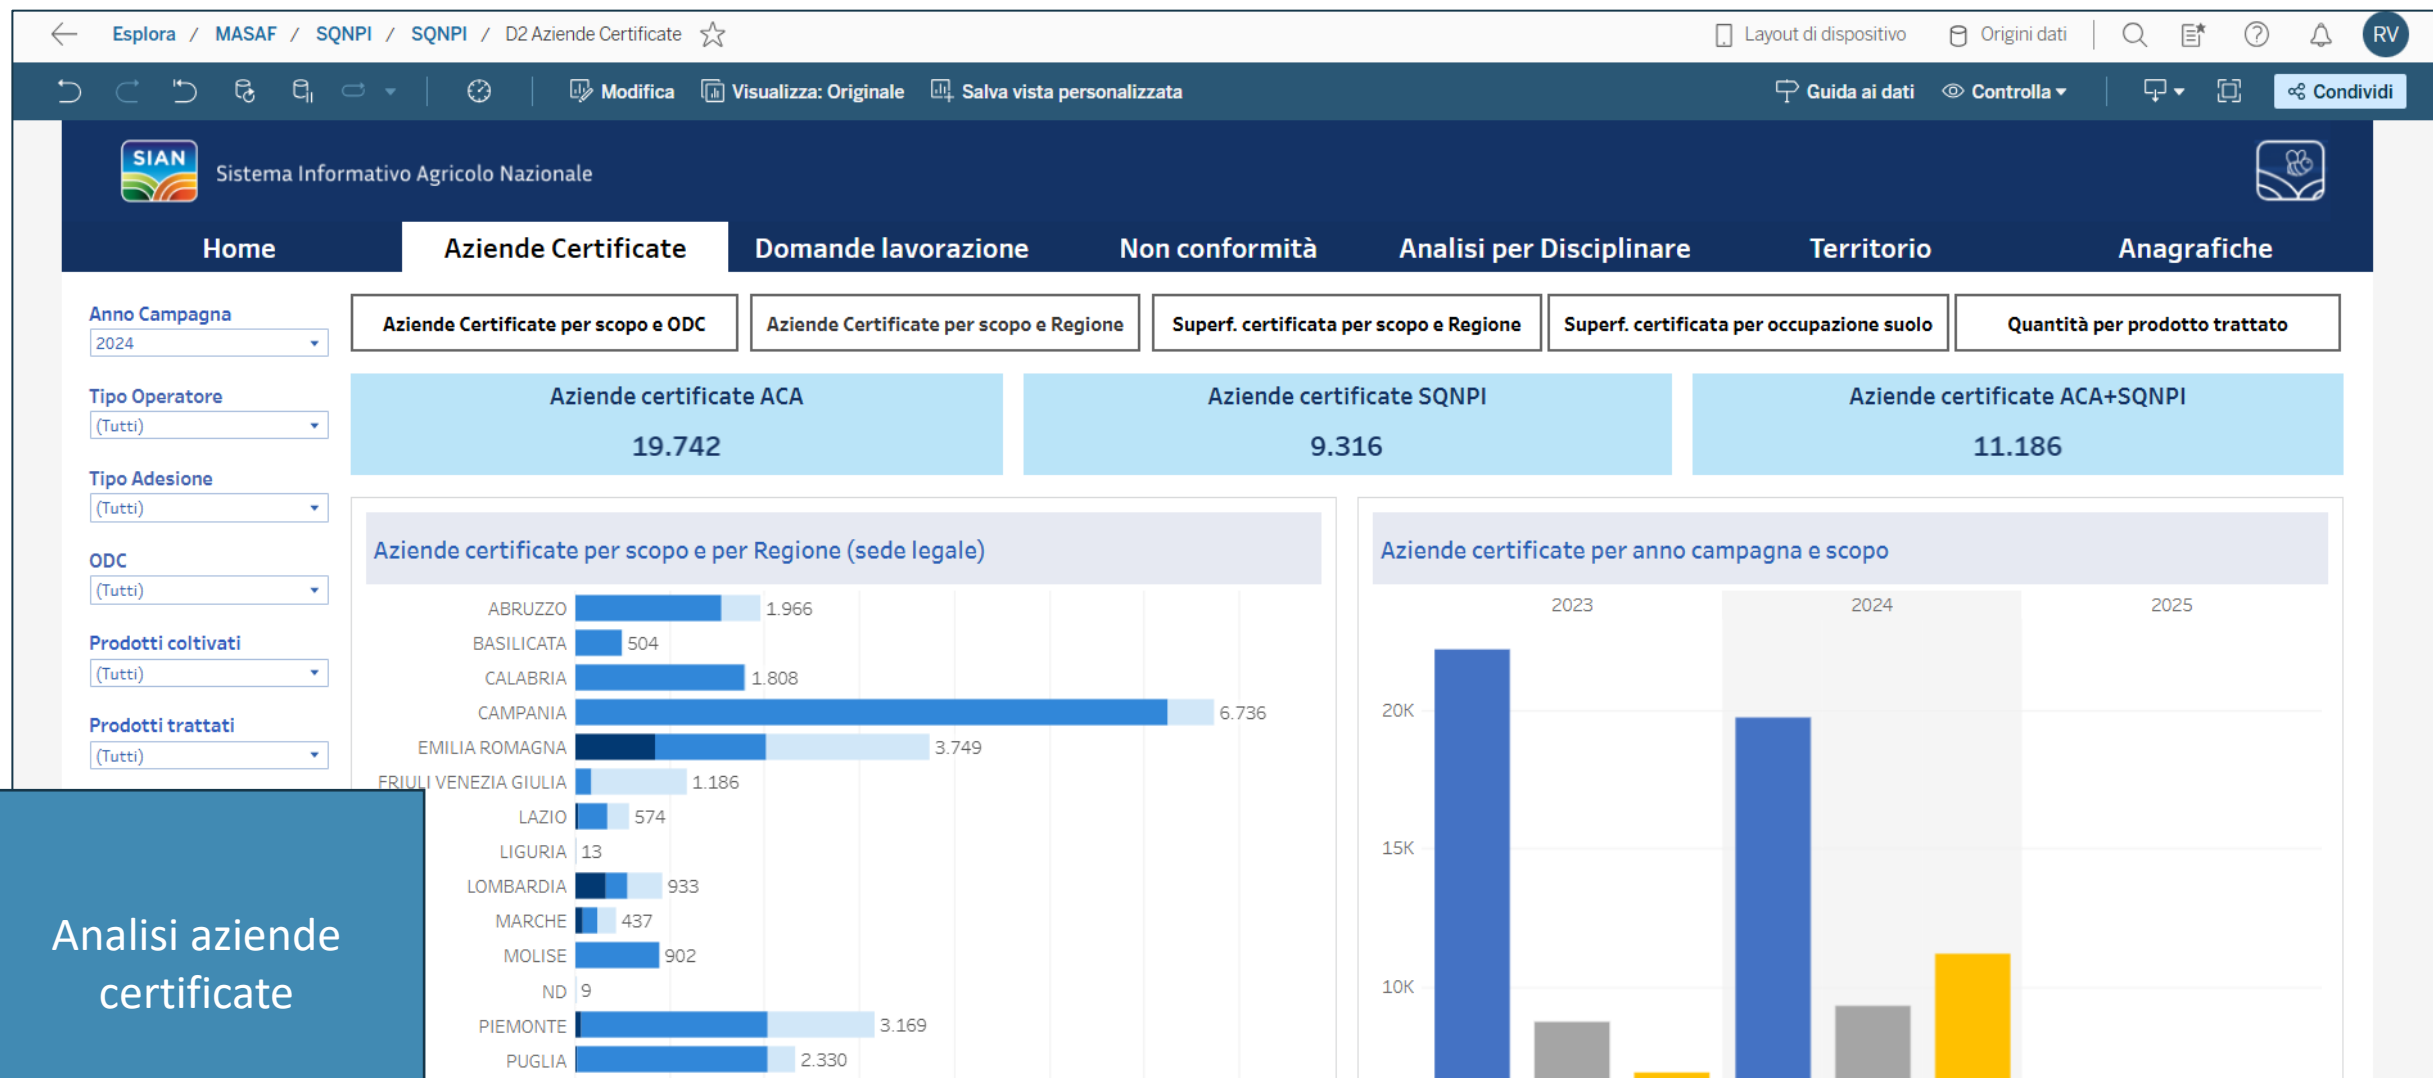 Esplora / MASAF / SQNPI / SQNPI / D2 Aziende Certificate
Layout di dispositivo
Origini dati
RV
Modifica
Visualizza: Originale
Salva vista personalizzata
Guida ai dati
Controlla
Condividi
SIAN
Sistema Informativo Agricolo Nazionale
Home
Aziende Certificate
Domande lavorazione
Non conformità
Analisi per Disciplinare
Territorio
Anagrafiche
Anno Campagna
2024
Tipo Operatore
(Tutti)
Tipo Adesione
(Tutti)
ODC
(Tutti)
Prodotti coltivati
(Tutti)
Prodotti trattati
(Tutti)
Aziende Certificate per scopo e ODC
Aziende Certificate per scopo e Regione
Superf. certificata per scopo e Regione
Superf. certificata per occupazione suolo
Quantità per prodotto trattato
Aziende certificate ACA
19.742
Aziende certificate SQNPI
9.316
Aziende certificate ACA+SQNPI
11.186
Aziende certificate per scopo e per Regione (sede legale)
ABRUZZO 1.966
BASILICATA 504
CALABRIA 1.808
CAMPANIA 6.736
EMILIA ROMAGNA 3.749
FRIULI VENEZIA GIULIA 1.186
LAZIO 574
LIGURIA 13
LOMBARDIA 933
MARCHE 437
MOLISE 902
ND 9
PIEMONTE 3.169
PUGLIA 2.330
Aziende certificate per anno campagna e scopo
2023 2024 2025
20K
15K
10K
Analisi aziende
certificate